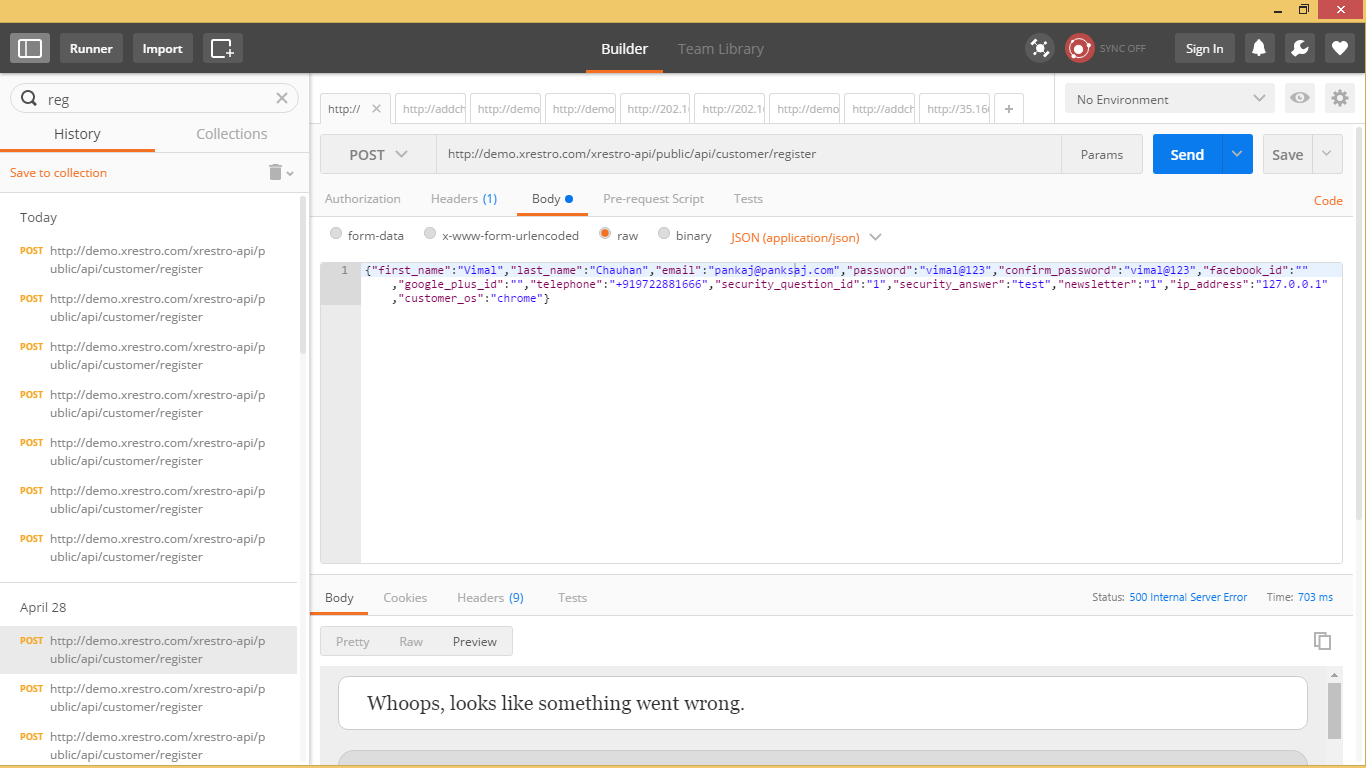 Runner
Import
Builder
Team Library
SYNC OFF
Sign In
reg
History
Collections
Save to collection
Today
POST http://demo.xrestro.com/xrestro-api/p
ublic/api/customer/register
POST http://demo.xrestro.com/xrestro-api/p
ublic/api/customer/register
POST http://demo.xrestro.com/xrestro-api/p
ublic/api/customer/register
POST http://demo.xrestro.com/xrestro-api/p
ublic/api/customer/register
POST http://demo.xrestro.com/xrestro-api/p
ublic/api/customer/register
POST http://demo.xrestro.com/xrestro-api/p
ublic/api/customer/register
POST http://demo.xrestro.com/xrestro-api/p
ublic/api/customer/register
April 28
POST http://demo.xrestro.com/xrestro-api/p
ublic/api/customer/register
POST http://demo.xrestro.com/xrestro-api/p
ublic/api/customer/register
POST http://demo.xrestro.com/xrestro-api/p
ublic/api/customer/register
http:// http://addch http://demo http://demo http://202.1 http://202.1 http://demo http://addch http://35.16
No Environment
POST http://demo.xrestro.com/xrestro-api/public/api/customer/register Params Send Save
Authorization Headers (1) Body Pre-request Script Tests Code
form-data x-www-form-urlencoded raw binary JSON (application/json)
1 {"first_name":"Vimal","last_name":"Chauhan","email":"pankaj@panksaj.com","password":"vimal@123","confirm_password":"vimal@123","facebook_id":""
,"google_plus_id":"","telephone":"+919722881666","security_question_id":"1","security_answer":"test","newsletter":"1","ip_address":"127.0.0.1"
,"customer_os":"chrome"}
Body Cookies Headers (9) Tests Status: 500 Internal Server Error Time: 703 ms
Pretty Raw Preview
Whoops, looks like something went wrong.